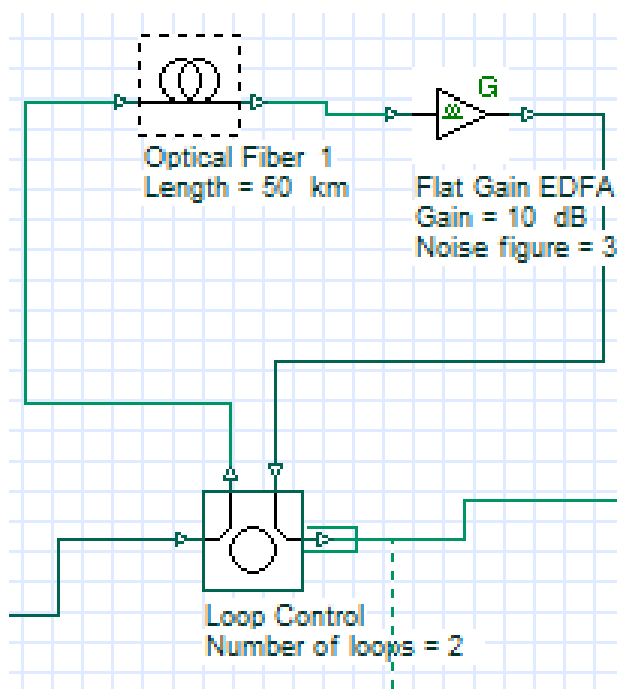 G
Optical Fiber 1
Length = 50 km
Flat Gain EDFA
Gain = 10 dB
Noise figure = 3
Loop Control
Number of loops = 2